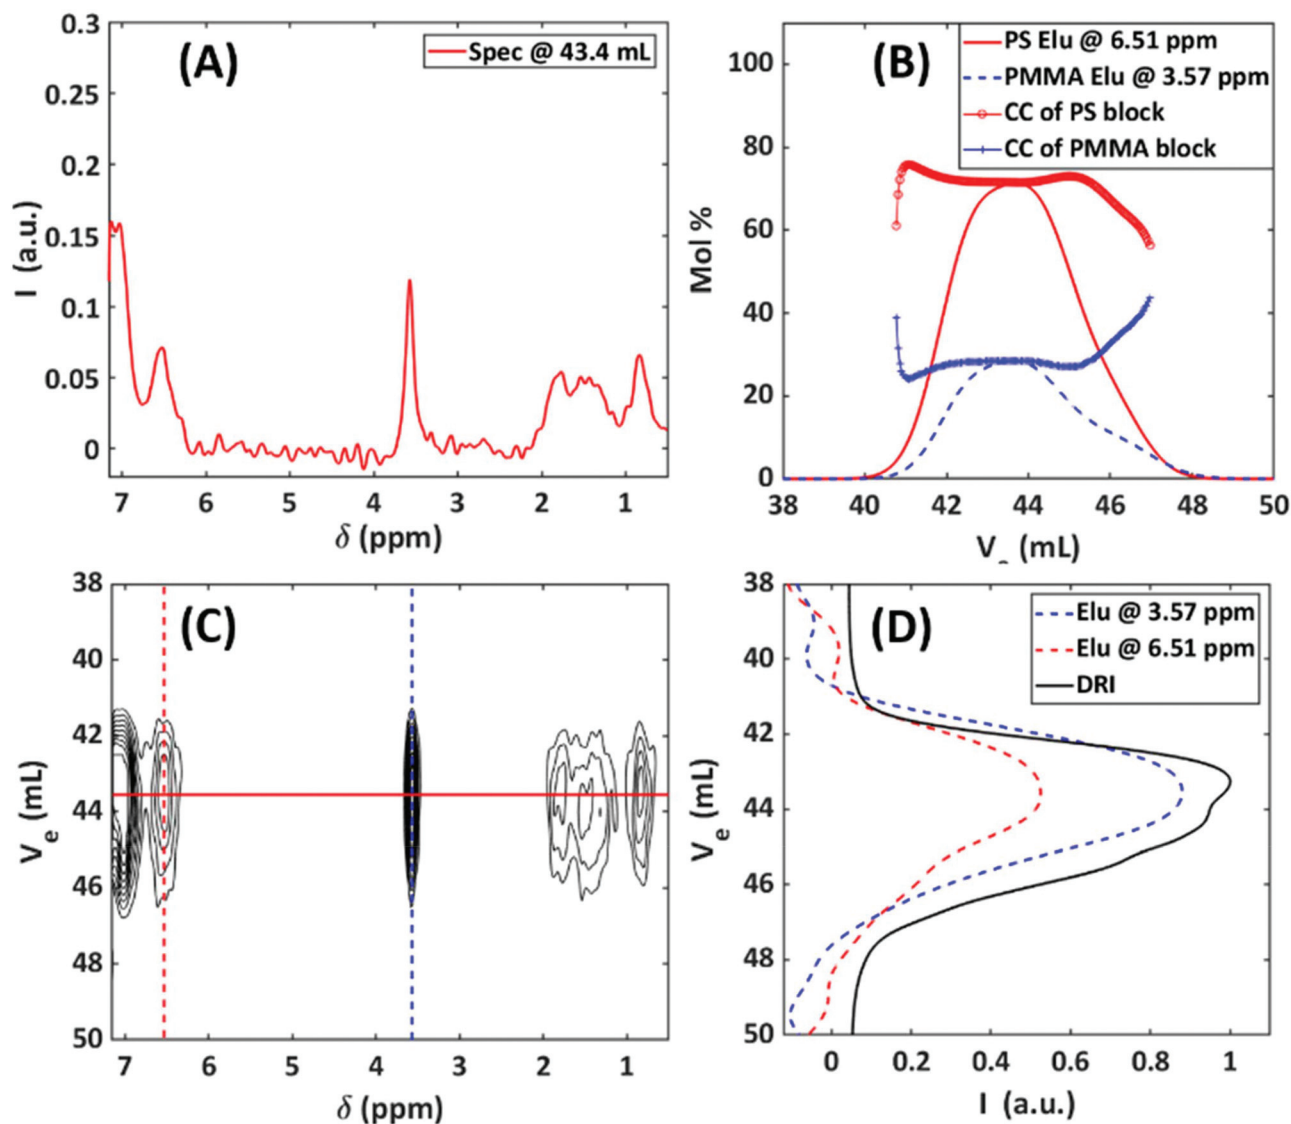 (A)
Spec @ 43.4 mL
0.3
0.25
0.2
0.15
0.1
0.05
0
I (a.u.)
7 6 5 4 3 2 1
δ (ppm)
(B)
PS Elu @ 6.51 ppm
PMMA Elu @ 3.57 ppm
CC of PS block
CC of PMMA block
100
80
60
40
20
0
Mol %
38 40 42 44 46 48 50
Vₑ (mL)
(C)
38
40
42
44
46
48
50
Vₑ (mL)
7 6 5 4 3 2 1
δ (ppm)
(D)
Elu @ 3.57 ppm
Elu @ 6.51 ppm
DRI
38
40
42
44
46
48
50
Vₑ (mL)
0 0.2 0.4 0.6 0.8 1
I (a.u.)